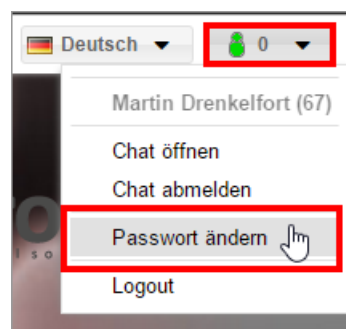 Deutsch 0
Martin Drenkelfort (67)
Chat öffnen
Chat abmelden
Passwort ändern
Logout